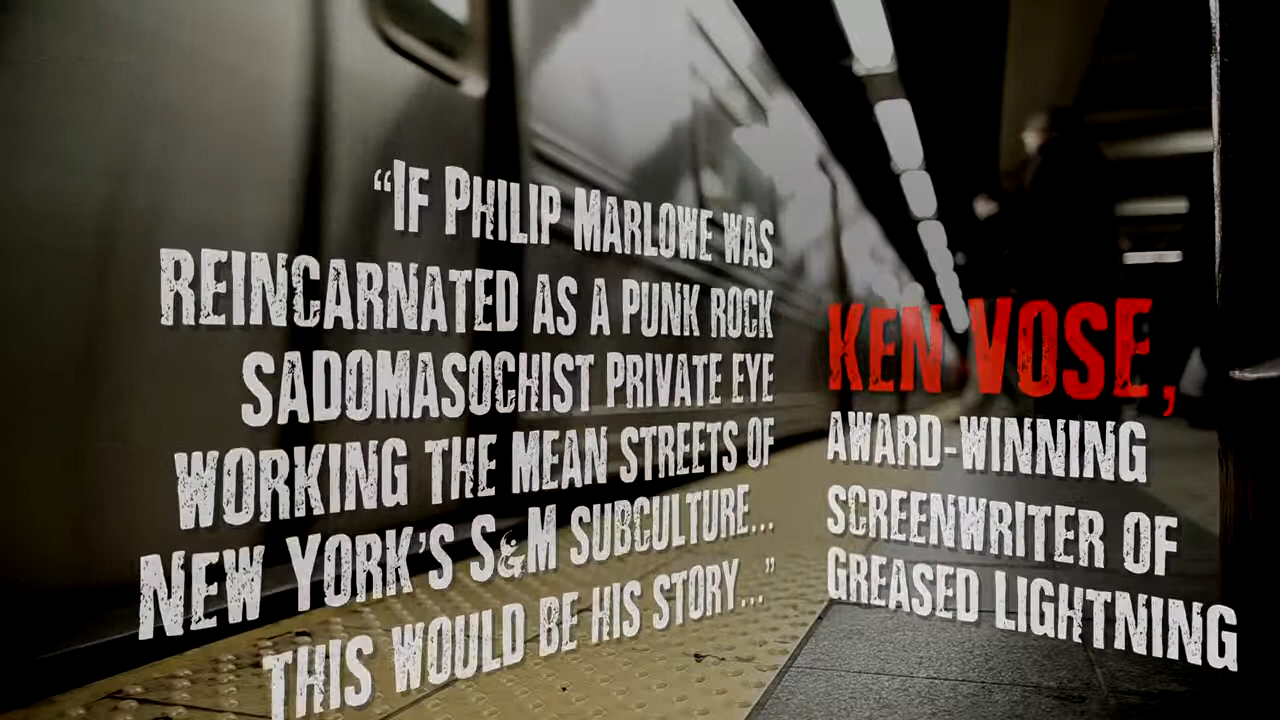 “IF PHILIP MARLOWE WAS
REINCARNATED AS A PUNK ROCK
SADOMASOCHIST PRIVATE EYE
WORKING THE MEAN STREETS OF
NEW YORK’S S&M SUBCULTURE...
THIS WOULD BE HIS STORY...”
KEN VOSE,
AWARD-WINNING
SCREENWRITER OF
GREASED LIGHTNING